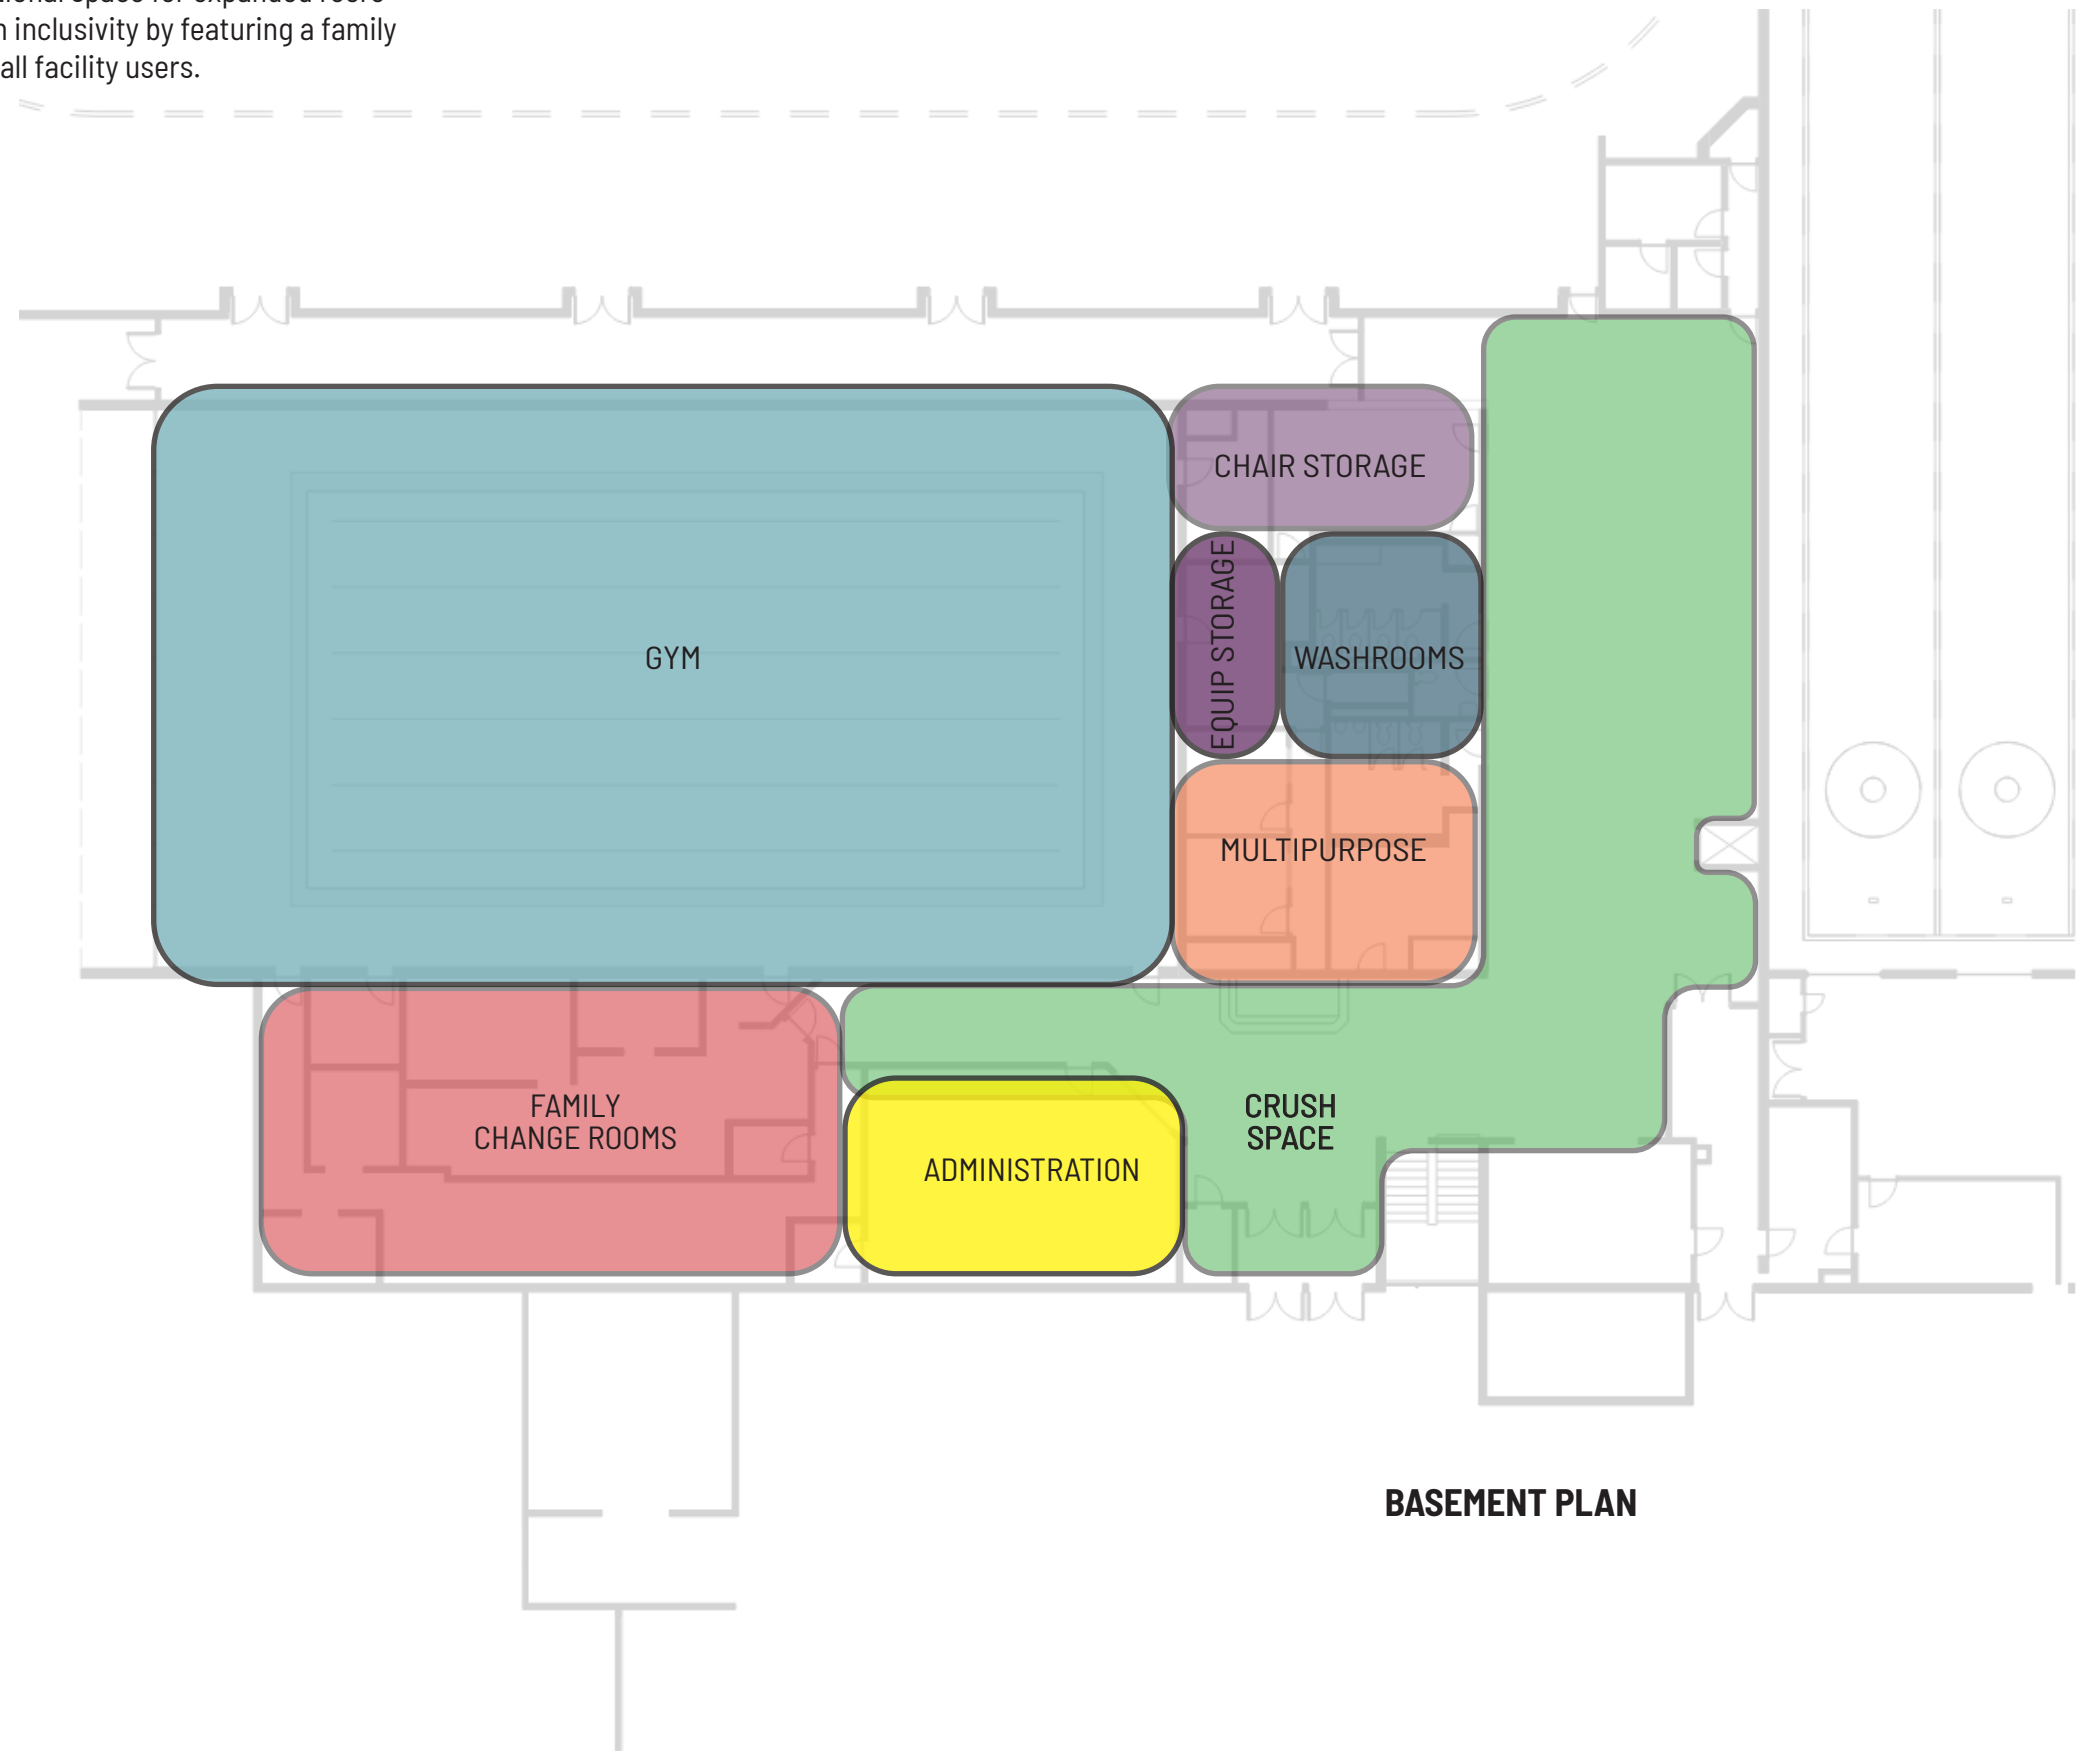 inclusivity by featuring a family
all facility users.
CHAIR STORAGE
EQUIP STORAGE
GYM
WASHROOMS
MULTIPURPOSE
FAMILY
CHANGE ROOMS
CRUSH
SPACE
ADMINISTRATION
BASEMENT PLAN